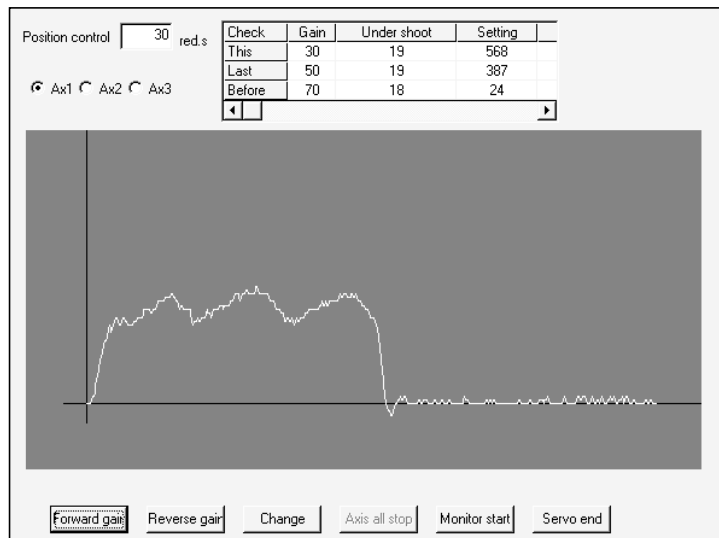 Position control 30 red.s
Ax1 Ax2 Ax3
Check Gain Under shoot Setting
This 30 19 568
Last 50 19 387
Before 70 18 24
Forward gain Reverse gain Change Axis all stop Monitor start Servo end